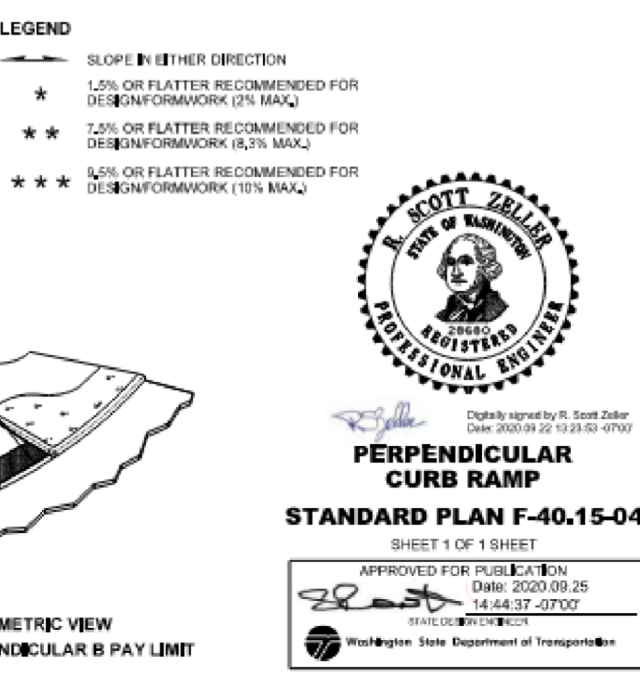 LEGEND
SLOPE IN EITHER DIRECTION
* 1.5% OR FLATTER RECOMMENDED FOR
DESIGN/FORMWORK (2% MAX.)
* * 7.5% OR FLATTER RECOMMENDED FOR
DESIGN/FORMWORK (8.3% MAX.)
* * * 9.5% OR FLATTER RECOMMENDED FOR
DESIGN/FORMWORK (10% MAX.)
R. SCOTT ZELLER
STATE OF WASHINGTON
28680
REGISTERED
PROFESSIONAL ENGINEER
Digitally signed by R. Scott Zeller
Date: 2020.09.22 13:23:53 -07'00'
PERPENDICULAR
CURB RAMP
STANDARD PLAN F-40.15-04
SHEET 1 OF 1 SHEET
APPROVED FOR PUBLICATION
Date: 2020.09.25
14:44:37 -07'00'
STATE DESIGN ENGINEER
Washington State Department of Transportation
METRIC VIEW
NDICULAR B PAY LIMIT